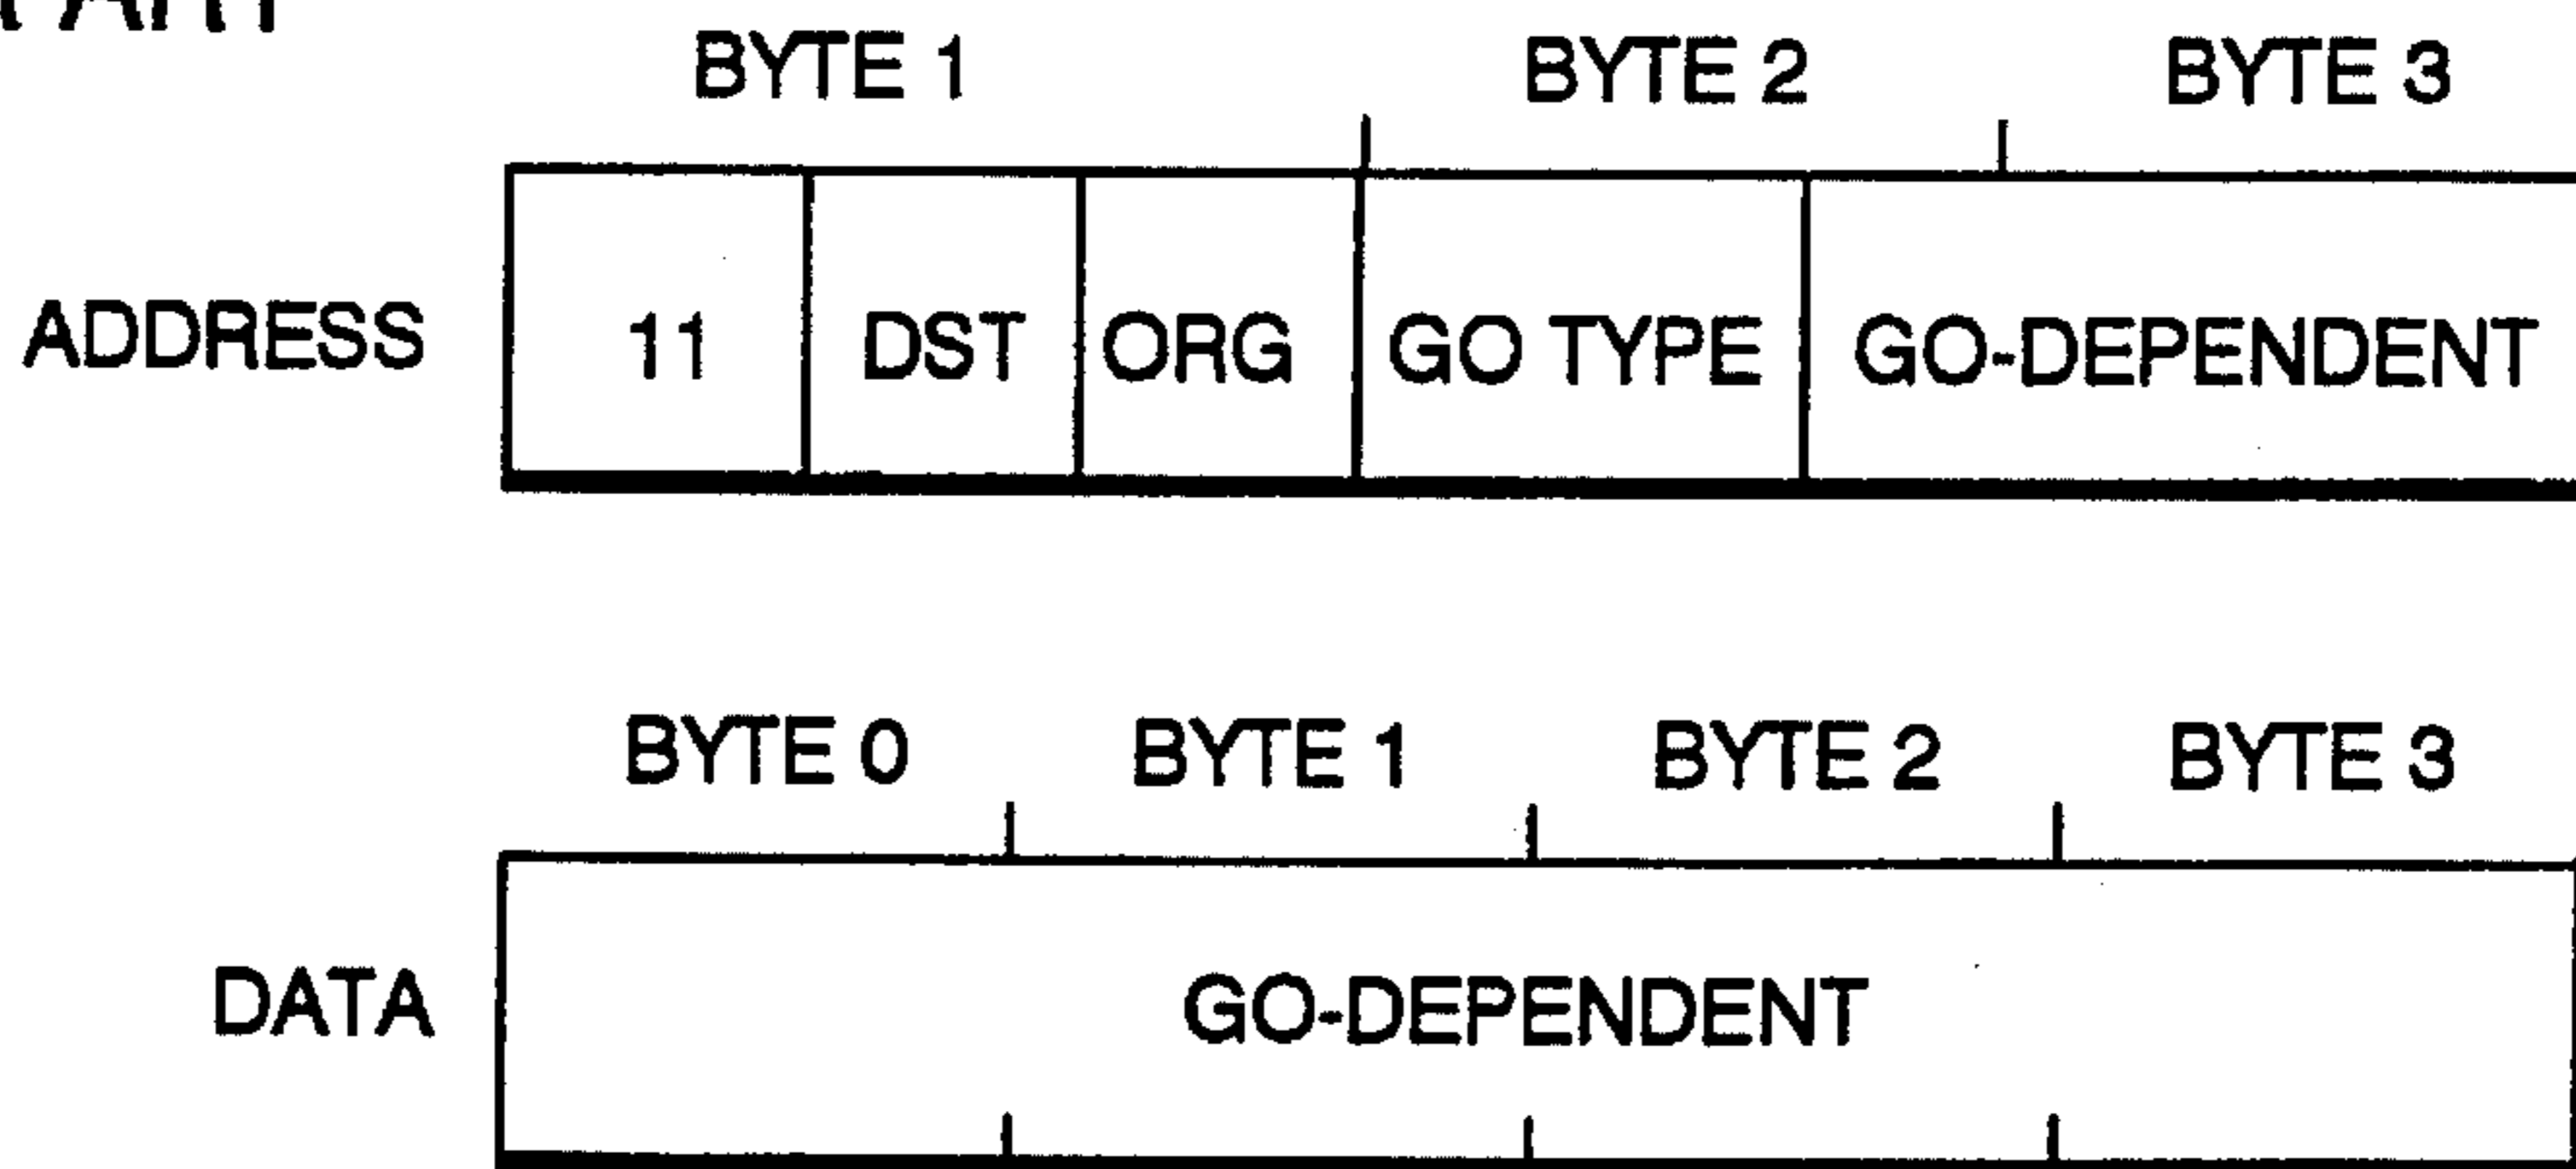 BYTE 1 BYTE 2 BYTE 3
ADDRESS 11 DST ORG GO TYPE GO-DEPENDENT
BYTE 0 BYTE 1 BYTE 2 BYTE 3
DATA GO-DEPENDENT